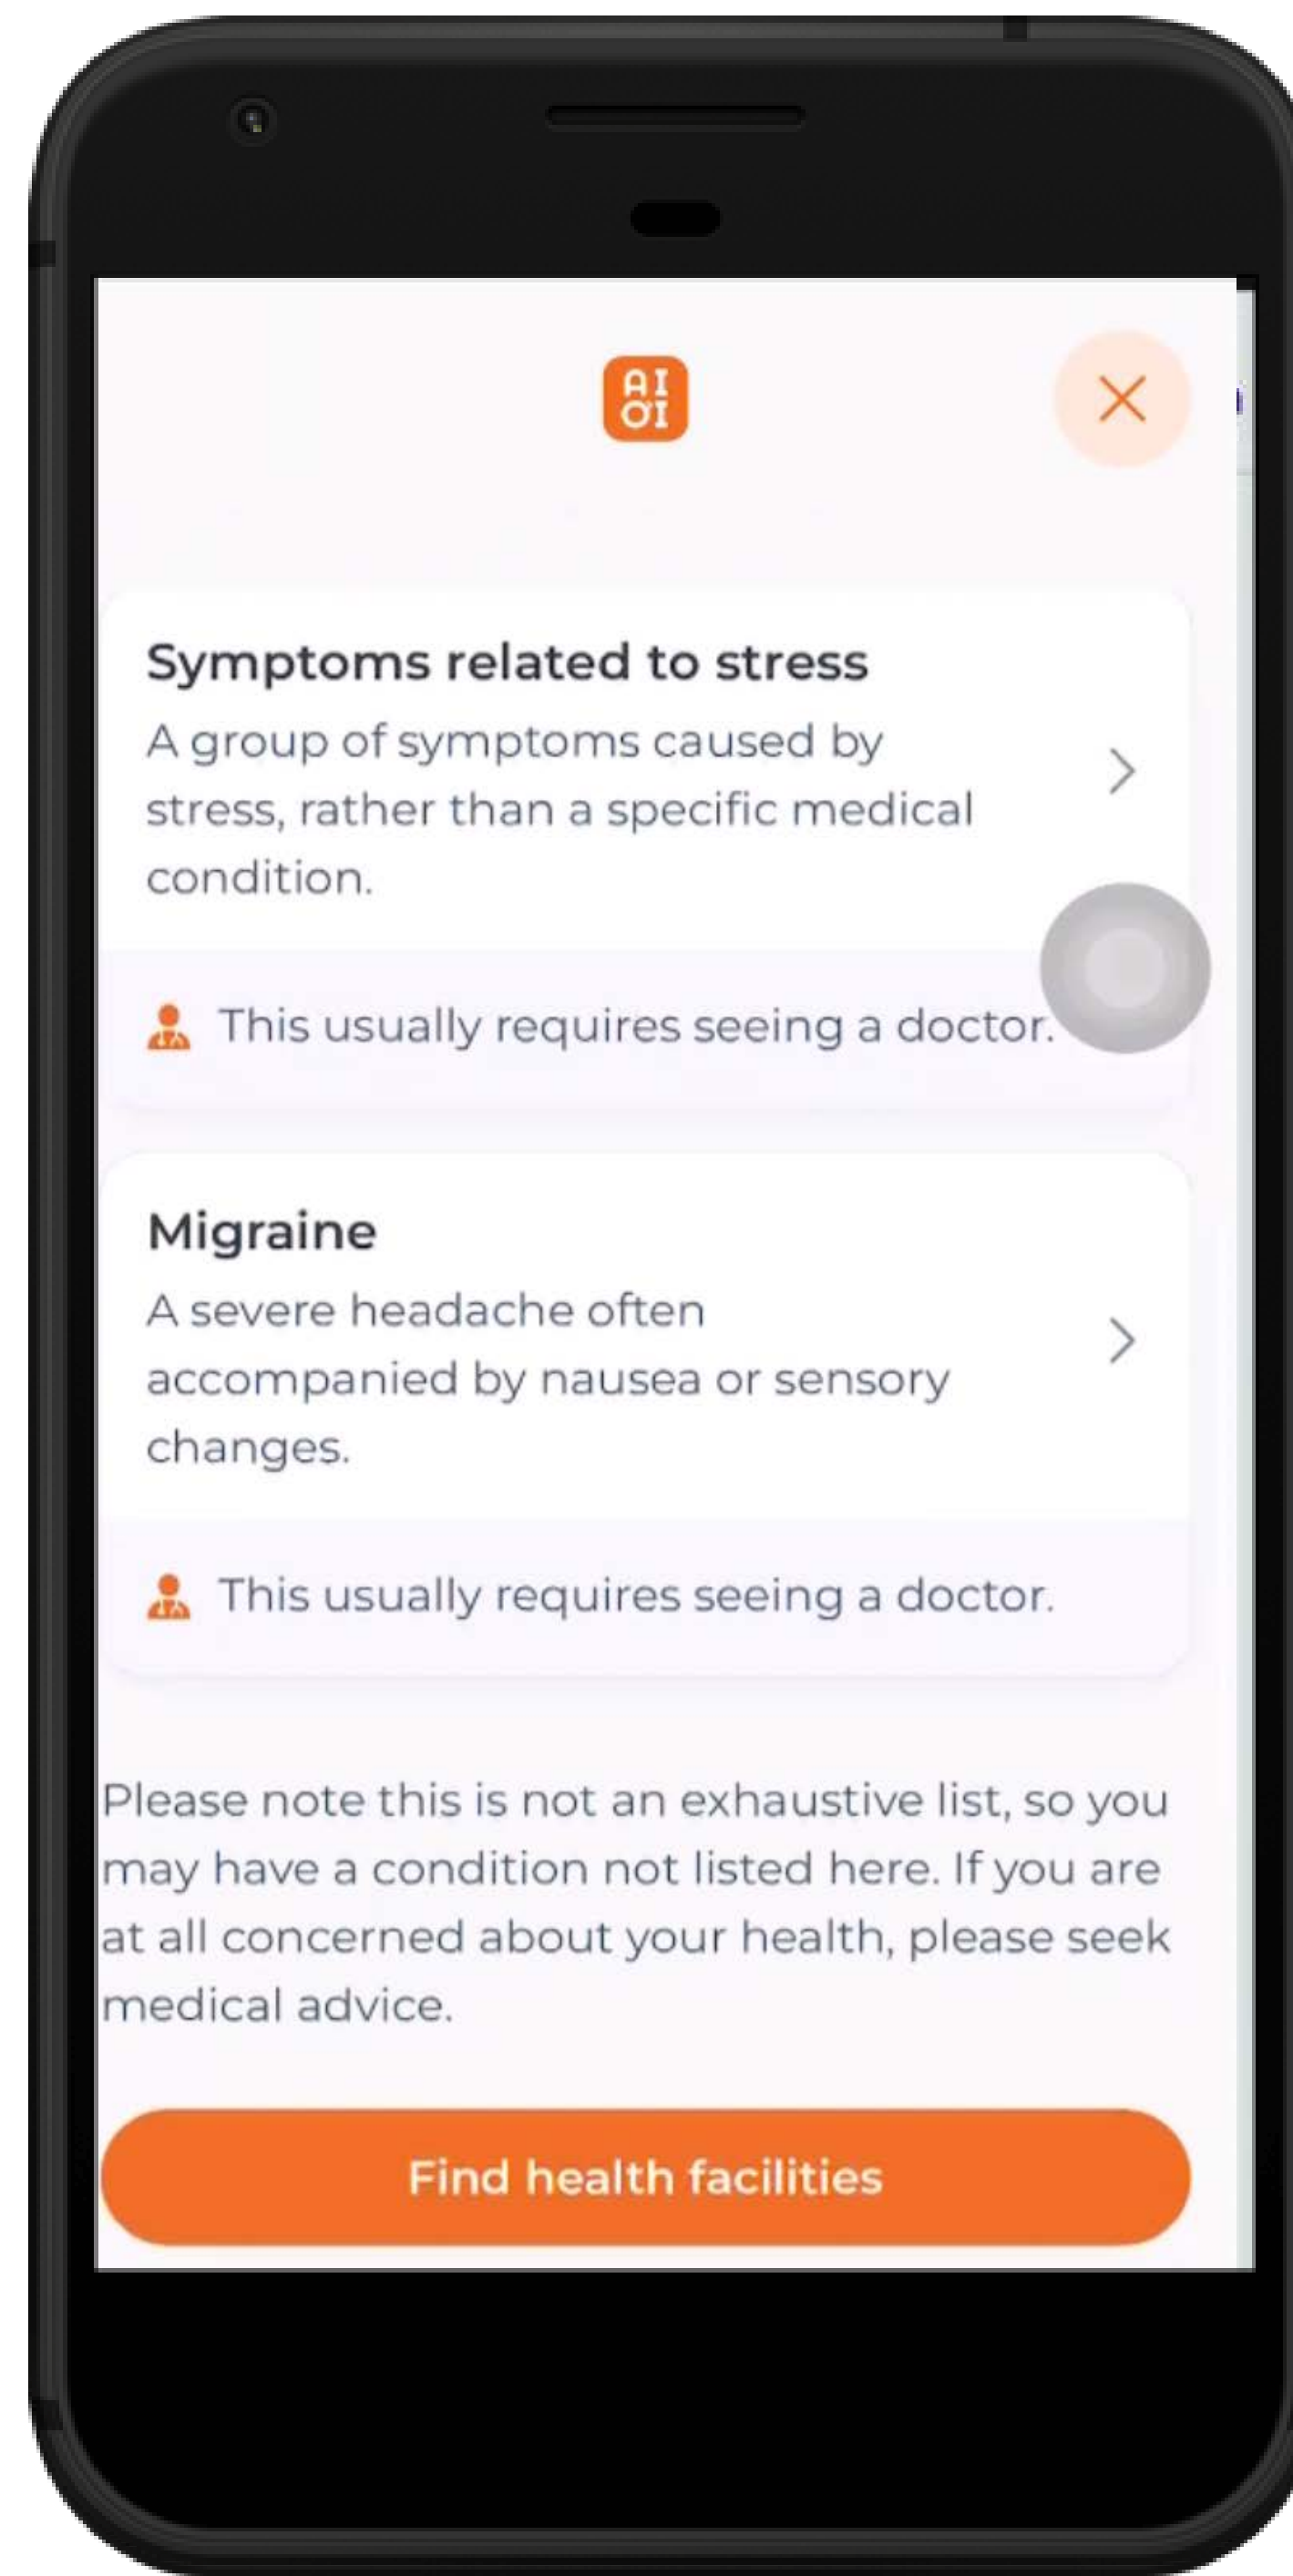 AI
ƠI
Symptoms related to stress
A group of symptoms caused by
stress, rather than a specific medical
condition.
This usually requires seeing a doctor.
Migraine
A severe headache often
accompanied by nausea or sensory
changes.
This usually requires seeing a doctor.
Please note this is not an exhaustive list, so you
may have a condition not listed here. If you are
at all concerned about your health, please seek
medical advice.
Find health facilities